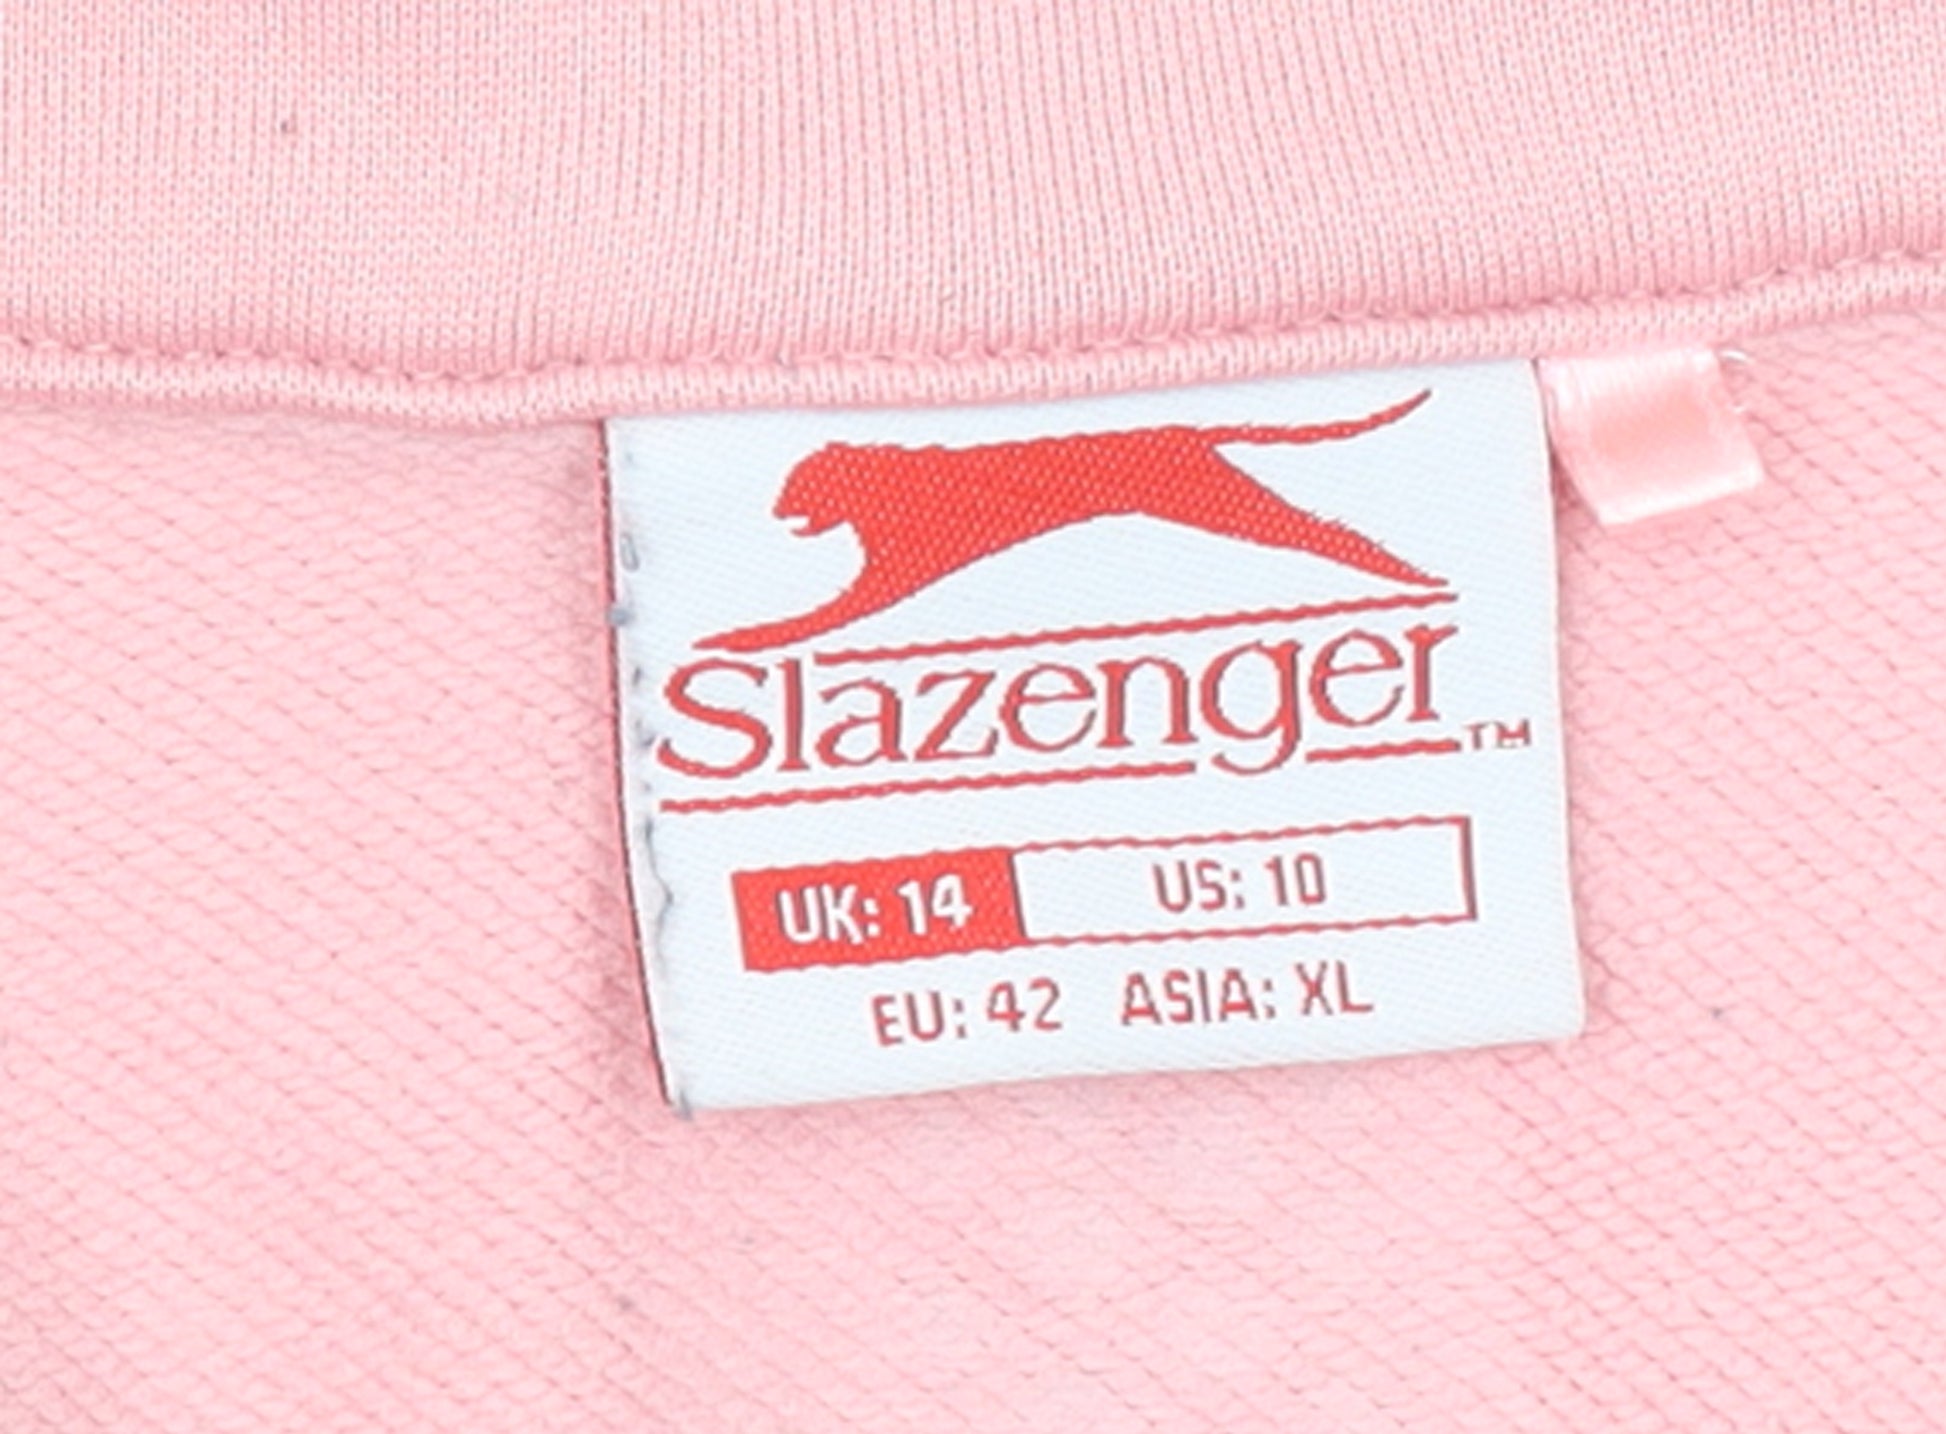 Slazenger™
UK: 14 US: 10
EU: 42 ASIA: XL